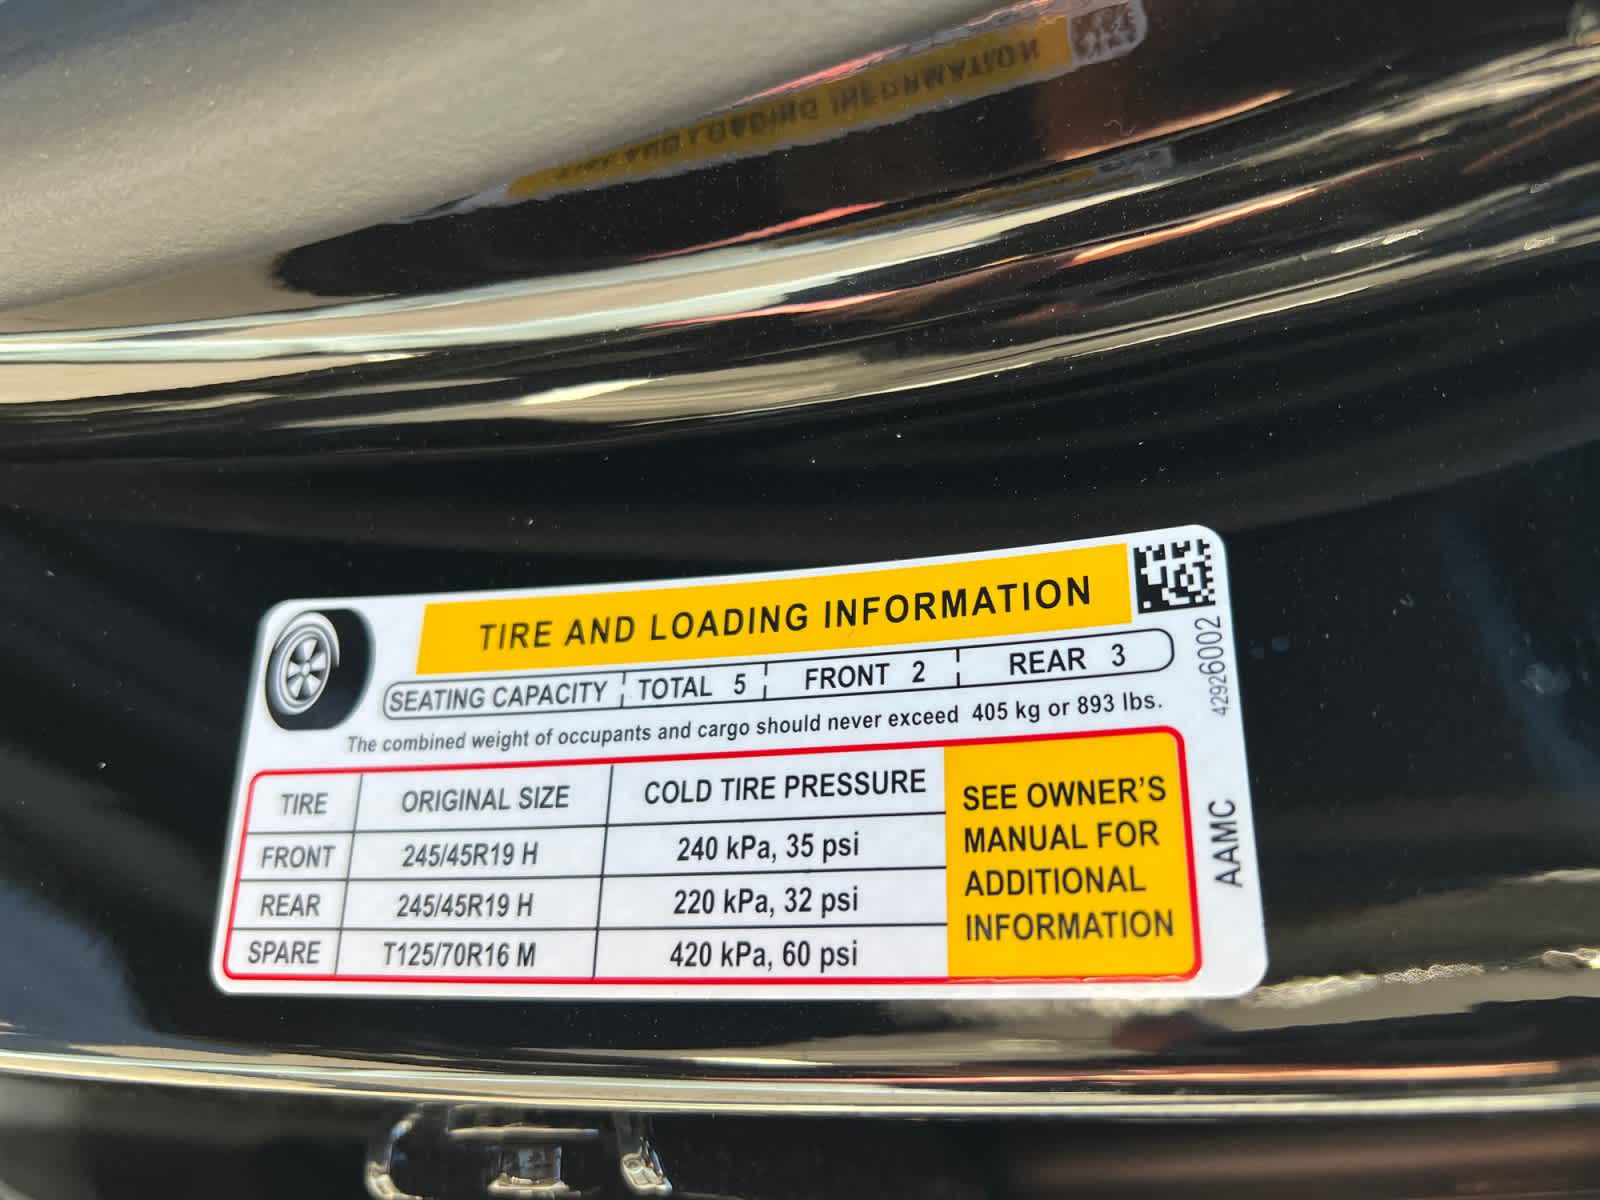 TIRE AND LOADING INFORMATION
SEATING CAPACITY TOTAL 5 FRONT 2 REAR 3
The combined weight of occupants and cargo should never exceed 405 kg or 893 lbs.
TIRE ORIGINAL SIZE COLD TIRE PRESSURE
FRONT 245/45R19 H 240 kPa, 35 psi
REAR 245/45R19 H 220 kPa, 32 psi
SPARE T125/70R16 M 420 kPa, 60 psi
SEE OWNER'S
MANUAL FOR
ADDITIONAL
INFORMATION
42926002
AAMC